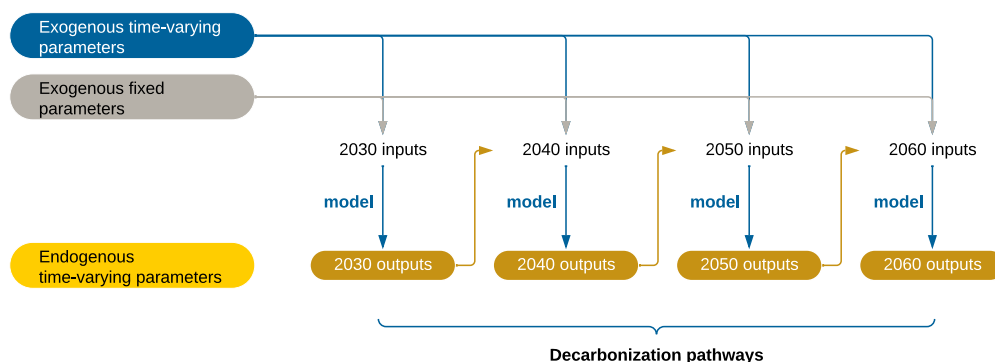 Exogenous time-varying
parameters
Exogenous fixed
parameters
2030 inputs
2040 inputs
2050 inputs
2060 inputs
model
model
model
model
Endogenous
time-varying parameters
2030 outputs
2040 outputs
2050 outputs
2060 outputs
Decarbonization pathways